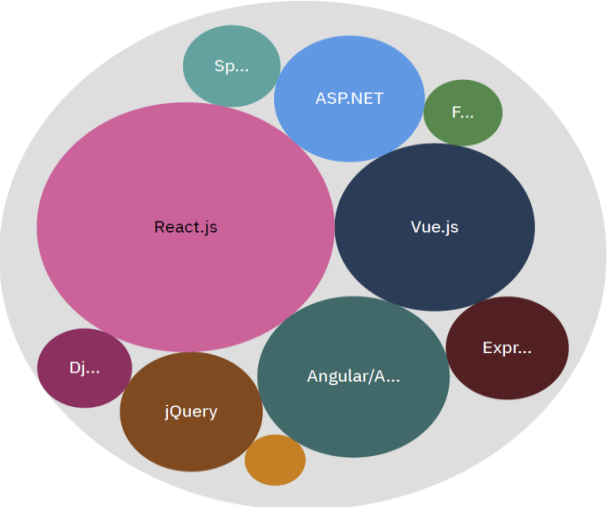 Sp...
ASP.NET
F...
React.js
Vue.js
Expr...
Dj...
Angular/A...
jQuery